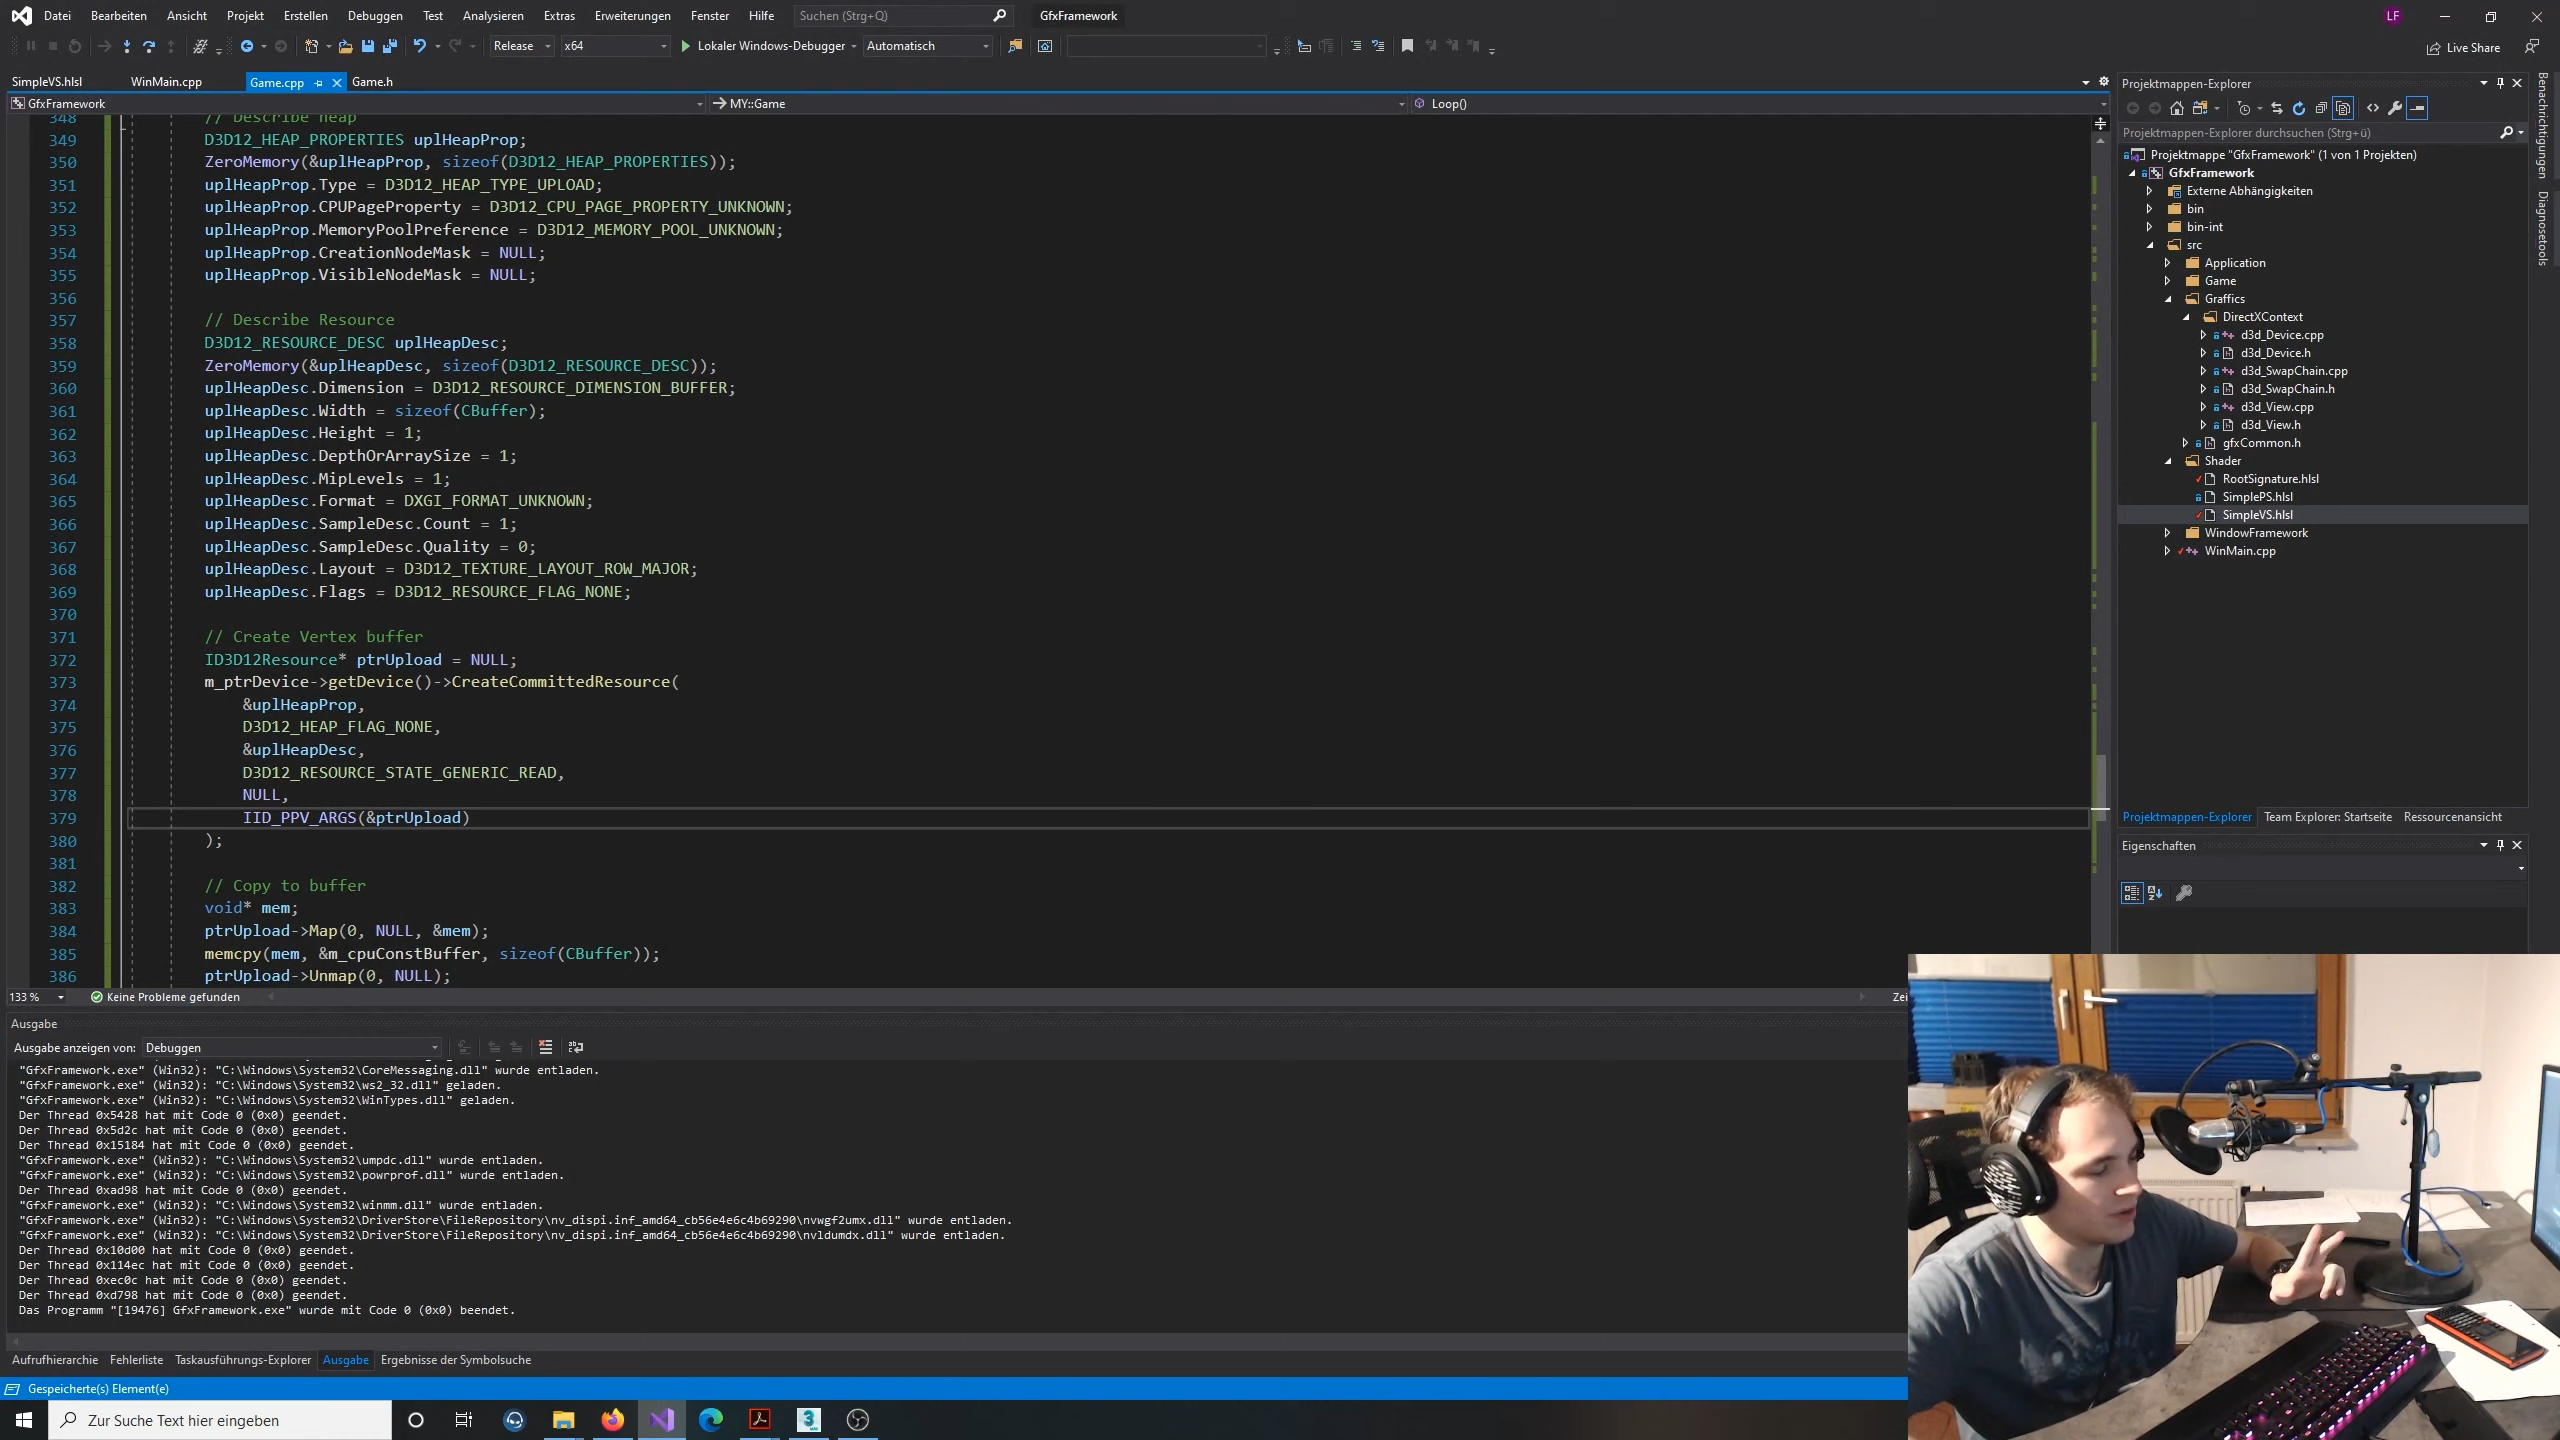 Datei Bearbeiten Ansicht Projekt Erstellen Debuggen Test Analysieren Extras Erweiterungen Fenster Hilfe Suchen (Strg+Q) GfxFramework LF
Release x64 Lokaler Windows-Debugger Automatisch Live Share
SimpleVS.hlsl WinMain.cpp Game.cpp Game.h
GfxFramework MY::Game Loop()
348 // Describe heap
349 D3D12_HEAP_PROPERTIES uplHeapProp;
350 ZeroMemory(&uplHeapProp, sizeof(D3D12_HEAP_PROPERTIES));
351 uplHeapProp.Type = D3D12_HEAP_TYPE_UPLOAD;
352 uplHeapProp.CPUPageProperty = D3D12_CPU_PAGE_PROPERTY_UNKNOWN;
353 uplHeapProp.MemoryPoolPreference = D3D12_MEMORY_POOL_UNKNOWN;
354 uplHeapProp.CreationNodeMask = NULL;
355 uplHeapProp.VisibleNodeMask = NULL;
356
357 // Describe Resource
358 D3D12_RESOURCE_DESC uplHeapDesc;
359 ZeroMemory(&uplHeapDesc, sizeof(D3D12_RESOURCE_DESC));
360 uplHeapDesc.Dimension = D3D12_RESOURCE_DIMENSION_BUFFER;
361 uplHeapDesc.Width = sizeof(CBuffer);
362 uplHeapDesc.Height = 1;
363 uplHeapDesc.DepthOrArraySize = 1;
364 uplHeapDesc.MipLevels = 1;
365 uplHeapDesc.Format = DXGI_FORMAT_UNKNOWN;
366 uplHeapDesc.SampleDesc.Count = 1;
367 uplHeapDesc.SampleDesc.Quality = 0;
368 uplHeapDesc.Layout = D3D12_TEXTURE_LAYOUT_ROW_MAJOR;
369 uplHeapDesc.Flags = D3D12_RESOURCE_FLAG_NONE;
370
371 // Create Vertex buffer
372 ID3D12Resource* ptrUpload = NULL;
373 m_ptrDevice->getDevice()->CreateCommittedResource(
374 &uplHeapProp,
375 D3D12_HEAP_FLAG_NONE,
376 &uplHeapDesc,
377 D3D12_RESOURCE_STATE_GENERIC_READ,
378 NULL,
379 IID_PPV_ARGS(&ptrUpload)
380 );
381
382 // Copy to buffer
383 void* mem;
384 ptrUpload->Map(0, NULL, &mem);
385 memcpy(mem, &m_cpuConstBuffer, sizeof(CBuffer));
386 ptrUpload->Unmap(0, NULL);
133 % Keine Probleme gefunden Zei
Ausgabe
Ausgabe anzeigen von: Debuggen
"GfxFramework.exe" (Win32): "C:\Windows\System32\CoreMessaging.dll" wurde entladen.
"GfxFramework.exe" (Win32): "C:\Windows\System32\ws2_32.dll" geladen.
"GfxFramework.exe" (Win32): "C:\Windows\System32\WinTypes.dll" geladen.
Der Thread 0x5428 hat mit Code 0 (0x0) geendet.
Der Thread 0x5d2c hat mit Code 0 (0x0) geendet.
Der Thread 0x15184 hat mit Code 0 (0x0) geendet.
"GfxFramework.exe" (Win32): "C:\Windows\System32\umpdc.dll" wurde entladen.
"GfxFramework.exe" (Win32): "C:\Windows\System32\powrprof.dll" wurde entladen.
Der Thread 0xad98 hat mit Code 0 (0x0) geendet.
"GfxFramework.exe" (Win32): "C:\Windows\System32\winmm.dll" wurde entladen.
"GfxFramework.exe" (Win32): "C:\Windows\System32\DriverStore\FileRepository\nv_dispi.inf_amd64_cb56e4e6c4b69290\nvwgf2umx.dll" wurde entladen.
"GfxFramework.exe" (Win32): "C:\Windows\System32\DriverStore\FileRepository\nv_dispi.inf_amd64_cb56e4e6c4b69290\nvldumdx.dll" wurde entladen.
Der Thread 0x10d00 hat mit Code 0 (0x0) geendet.
Der Thread 0x114ec hat mit Code 0 (0x0) geendet.
Der Thread 0xec0c hat mit Code 0 (0x0) geendet.
Der Thread 0xd798 hat mit Code 0 (0x0) geendet.
Das Programm "[19476] GfxFramework.exe" wurde mit Code 0 (0x0) beendet.
Aufrufhierarchie Fehlerliste Taskausführungs-Explorer Ausgabe Ergebnisse der Symbolsuche
Gespeicherte(s) Element(e)
Zur Suche Text hier eingeben
Projektmappen-Explorer
Projektmappen-Explorer durchsuchen (Strg+ü)
Projektmappe "GfxFramework" (1 von 1 Projekten)
GfxFramework
Externe Abhängigkeiten
bin
bin-int
src
Application
Game
Graffics
DirectXContext
d3d_Device.cpp
d3d_Device.h
d3d_SwapChain.cpp
d3d_SwapChain.h
d3d_View.cpp
d3d_View.h
gfxCommon.h
Shader
RootSignature.hlsl
SimplePS.hlsl
SimpleVS.hlsl
WindowFramework
WinMain.cpp
Projektmappen-Explorer Team Explorer: Startseite Ressourcenansicht
Eigenschaften
Benachrichtigungen
Diagnosetools